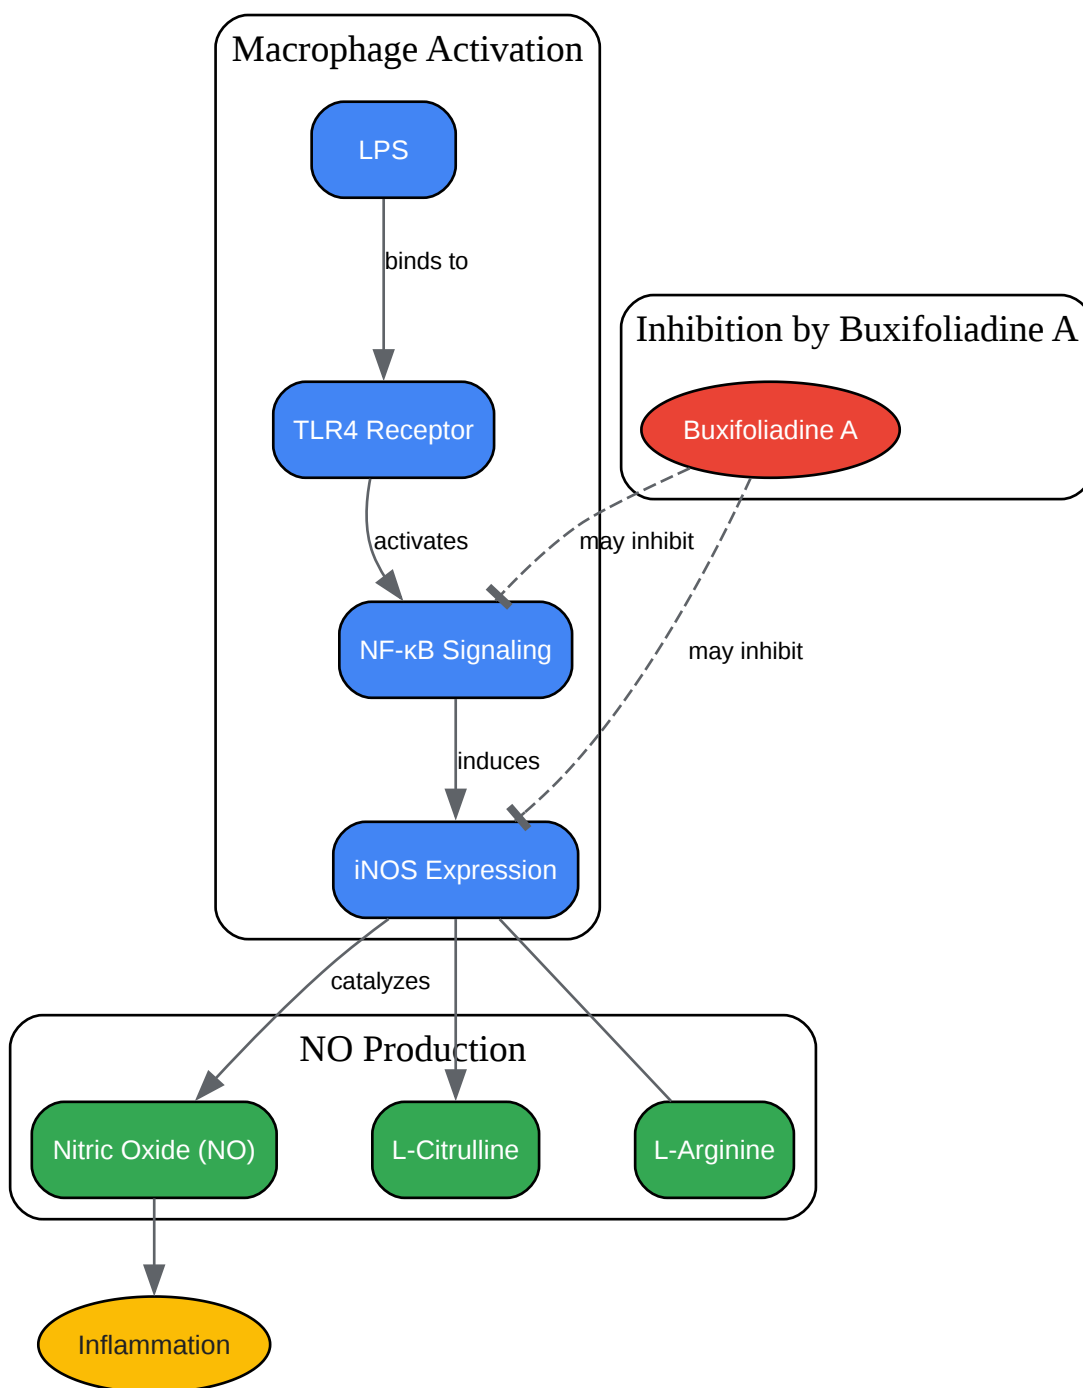 Macrophage Activation
LPS
binds to
Inhibition by Buxifoliadine A
TLR4 Receptor
Buxifoliadine A
activates
may inhibit
NF-κB Signaling
may inhibit
induces
iNOS Expression
catalyzes
NO Production
Nitric Oxide (NO)
L-Citrulline
L-Arginine
Inflammation